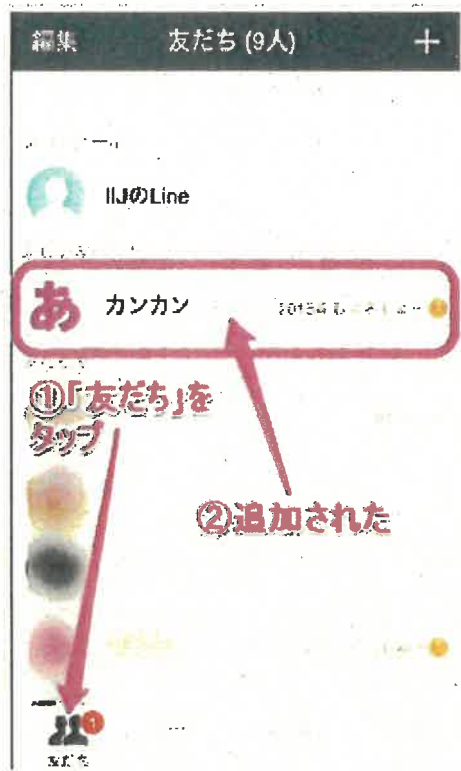 編集 友だち (9人) +
IIJのLine
あ カンカン
①「友だち」を
タップ
②追加された
1
友だち